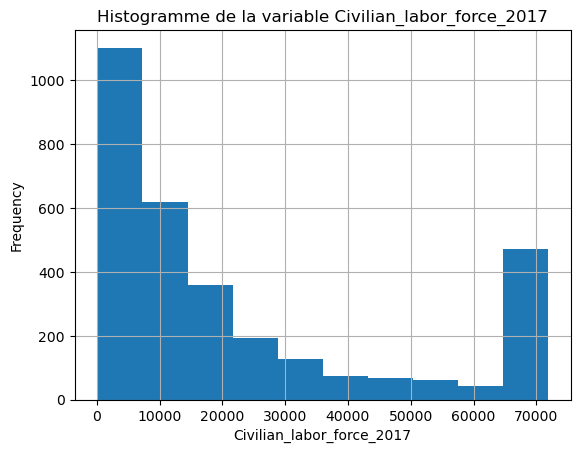 Histogramme de la variable Civilian_labor_force_2017
1000
800
600
400
200
0
Frequency
0 10000 20000 30000 40000 50000 60000 70000
Civilian_labor_force_2017